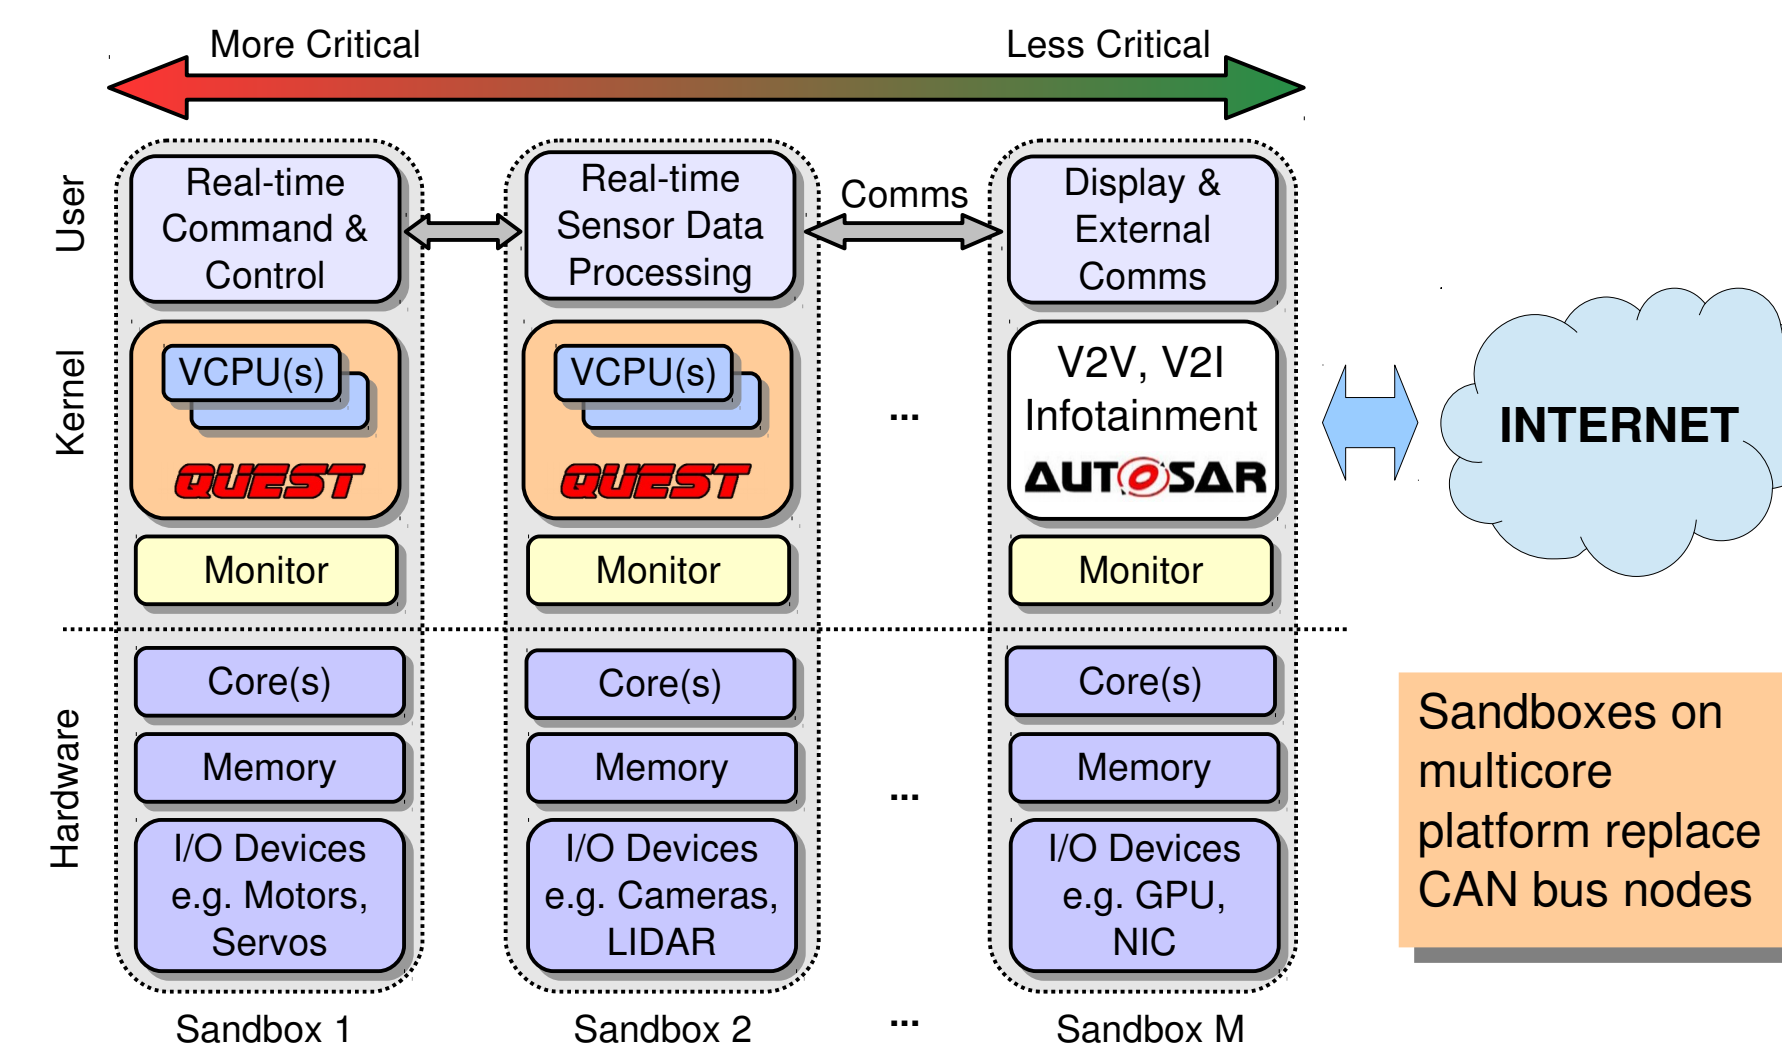 More Critical
Less Critical
User
Real-time
Command &
Control
Real-time
Sensor Data
Processing
Comms
Display &
External
Comms
Kernel
VCPU(s)
QUEST
VCPU(s)
QUEST
...
V2V, V2I
Infotainment
AUTOSAR
INTERNET
Monitor
Monitor
Monitor
Hardware
Core(s)
Core(s)
Core(s)
Memory
Memory
...
Memory
I/O Devices
e.g. Motors,
Servos
I/O Devices
e.g. Cameras,
LIDAR
I/O Devices
e.g. GPU,
NIC
Sandboxes on
multicore
platform replace
CAN bus nodes
Sandbox 1
Sandbox 2
...
Sandbox M